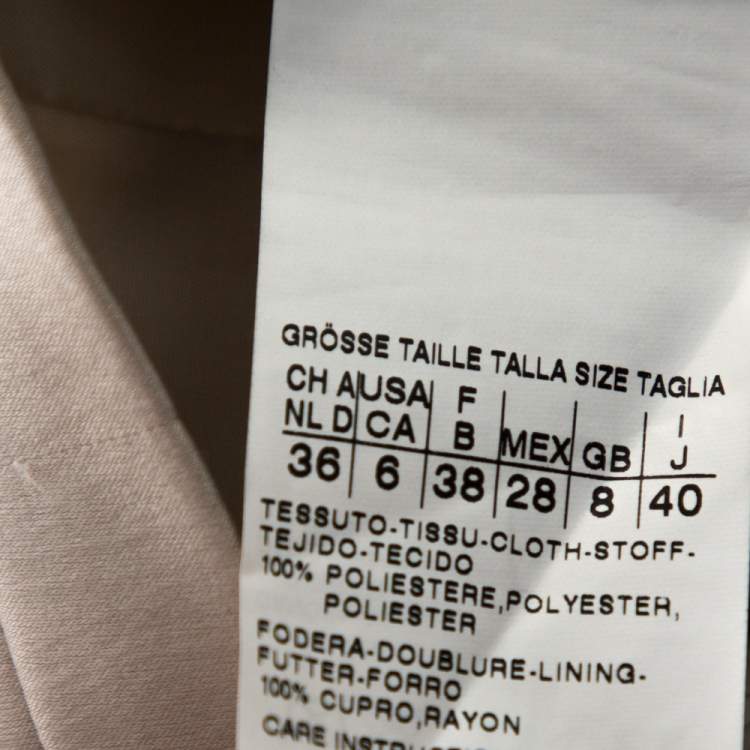 GRÖSSE TAILLE TALLA SIZE TAGLIA
CH A USA F I
NL D CA B MEX GB J
36 6 38 28 8 40
TESSUTO-TISSU-CLOTH-STOFF-
TEJIDO-TECIDO
100% POLIESTERE,POLYESTER,
POLIESTER
FODERA-DOUBLURE-LINING-
FUTTER-FORRO
100% CUPRO,RAYON
CARE